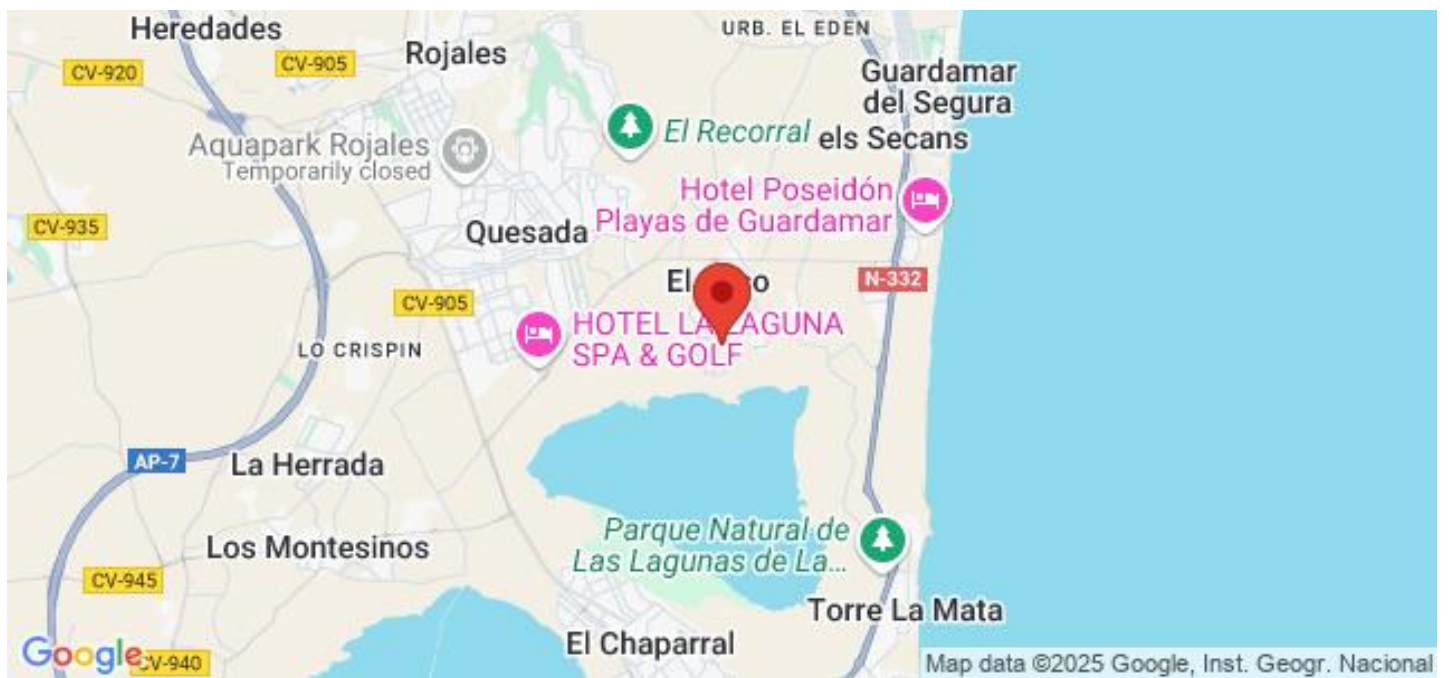 Heredades
Rojales
URB. EL EDEN
CV-920
CV-905
Guardamar
del Segura
Aquapark Rojales
Temporarily closed
El Recorral
els Secans
Hotel Poseidón
Playas de Guardamar
CV-935
Quesada
El
N-332
CV-905
HOTEL LA LAGUNA
SPA & GOLF
LO CRISPIN
AP-7
La Herrada
Parque Natural de
Las Lagunas de La...
Los Montesinos
CV-945
Torre La Mata
El Chaparral
Google
CV-940
Map data ©2025 Google, Inst. Geogr. Nacional